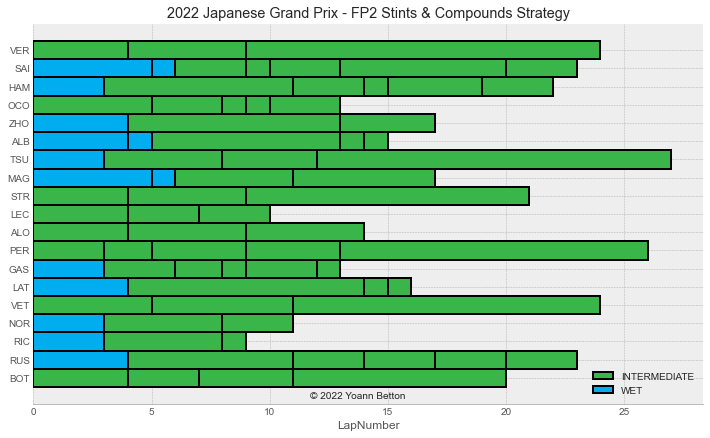 2022 Japanese Grand Prix - FP2 Stints & Compounds Strategy
VER
SAI
HAM
OCO
ZHO
ALB
TSU
MAG
STR
LEC
ALO
PER
GAS
LAT
VET
NOR
RIC
RUS
BOT
INTERMEDIATE
WET
© 2022 Yoann Betton
0 5 10 15 20 25
LapNumber